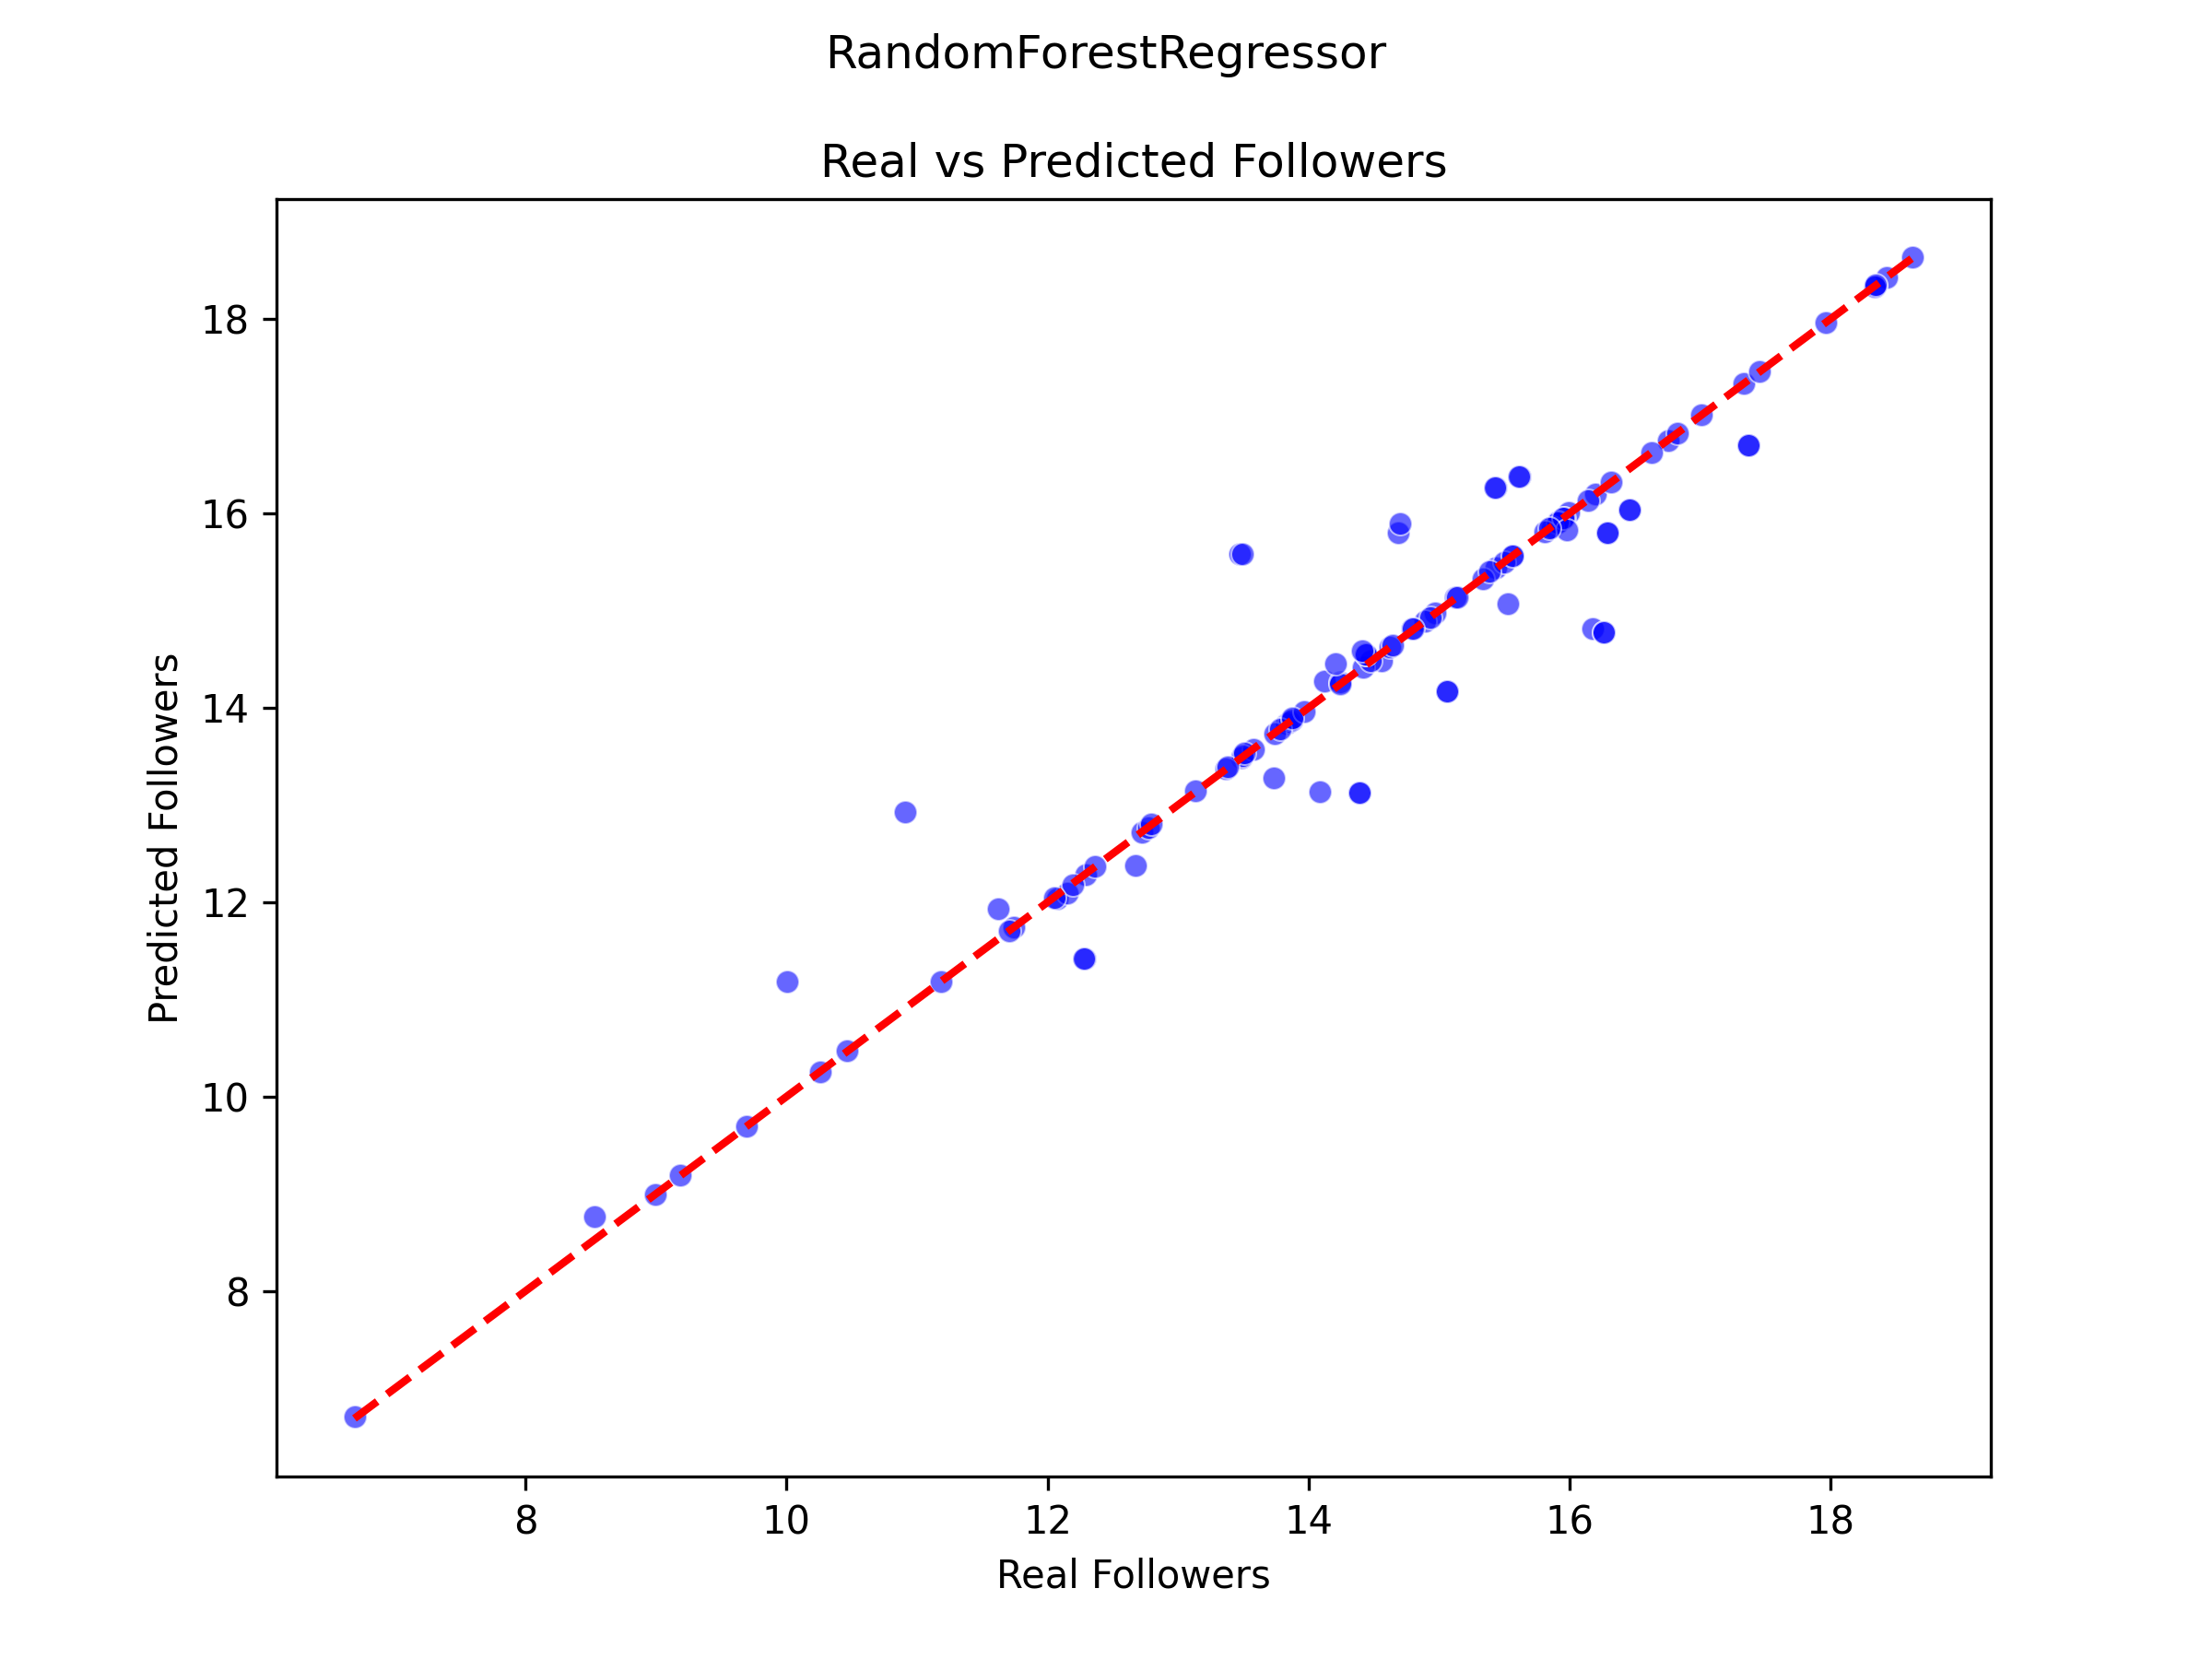 RandomForestRegressor
Real vs Predicted Followers
18
16
14
12
10
8
Predicted Followers
8 10 12 14 16 18
Real Followers